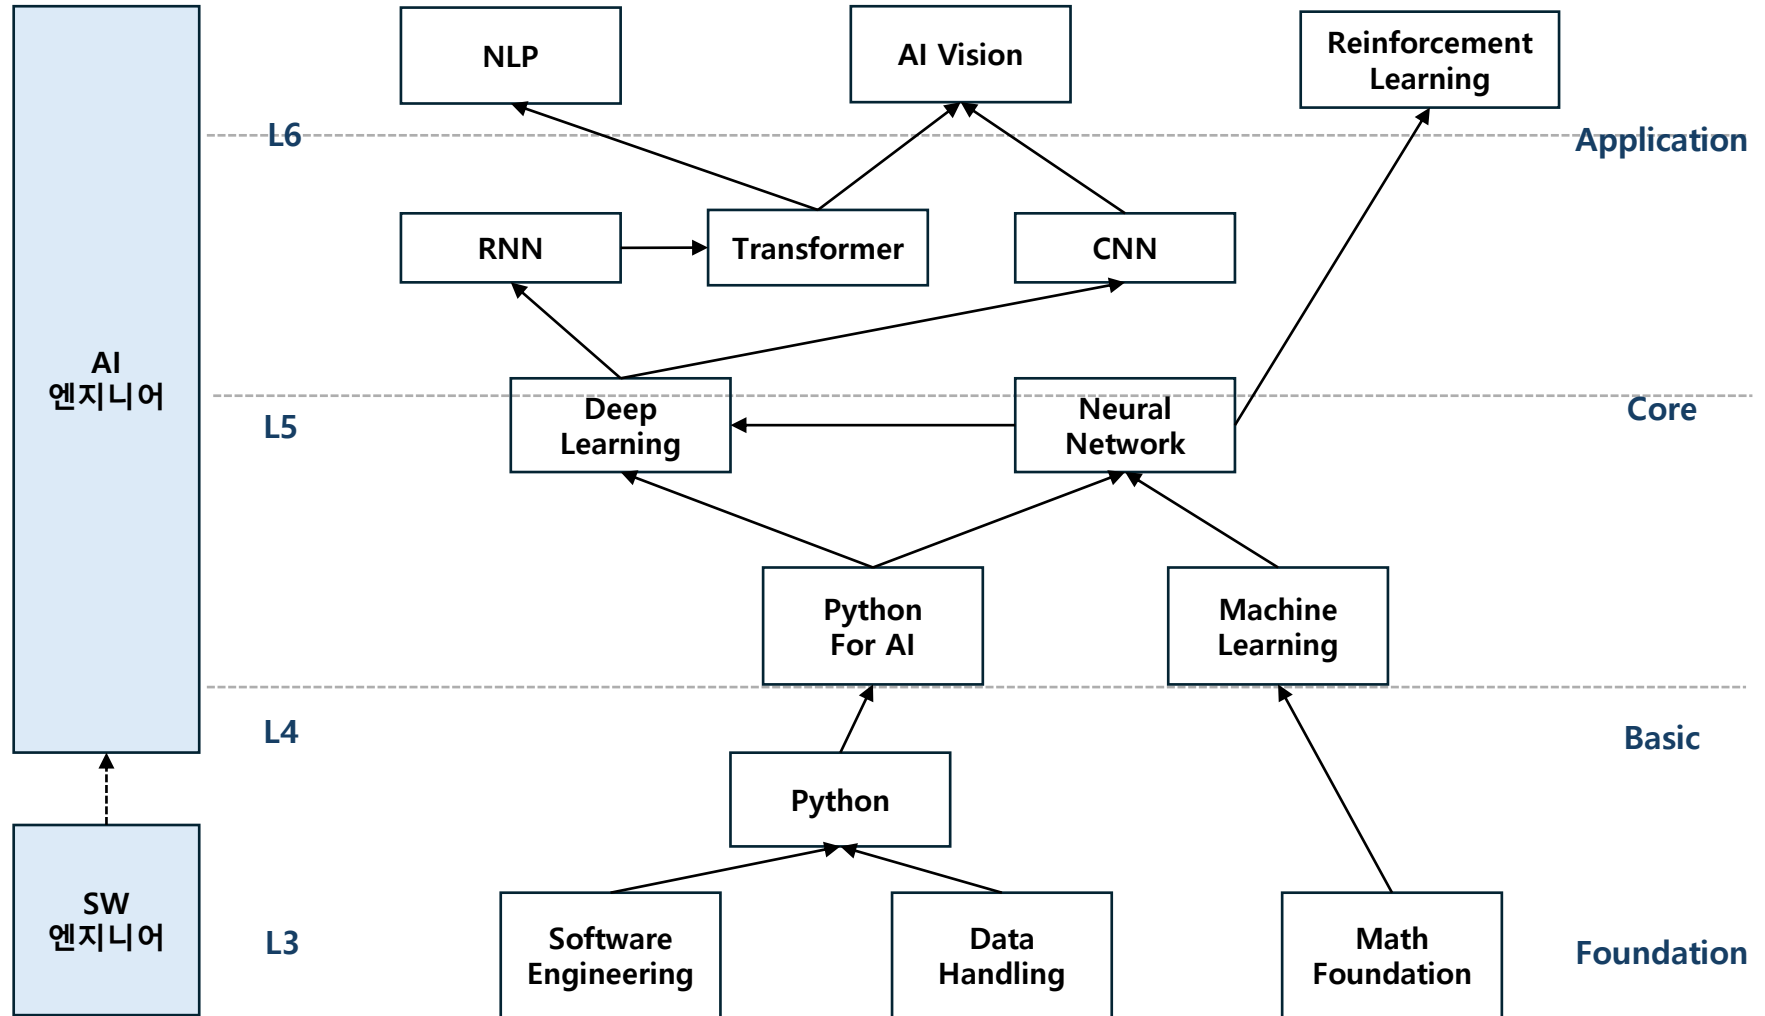 NLP
AI Vision
Reinforcement
Learning
L6
Application
RNN
Transformer
CNN
AI
엔지니어
Deep
Learning
Neural
Network
L5
Core
Python
For AI
Machine
Learning
L4
Basic
Python
SW
엔지니어
L3
Software
Engineering
Data
Handling
Math
Foundation
Foundation